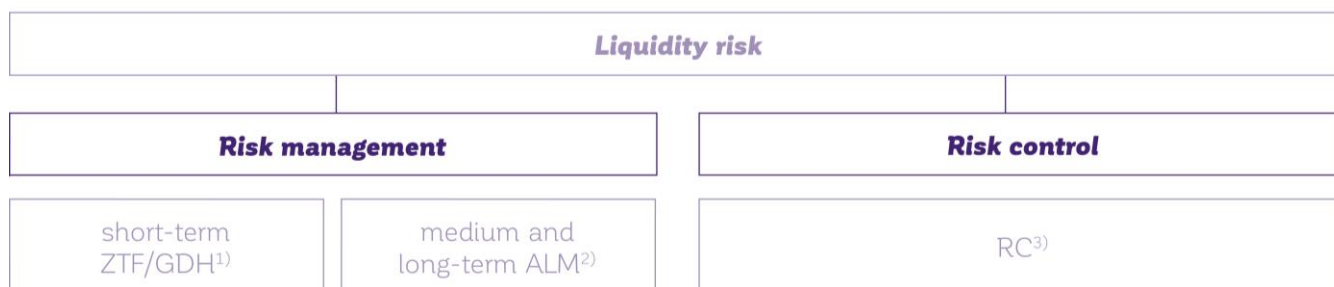 Liquidity risk
Risk management
Risk control
short-term
ZTF/GDH1)
medium and
long-term ALM2)
RC3)